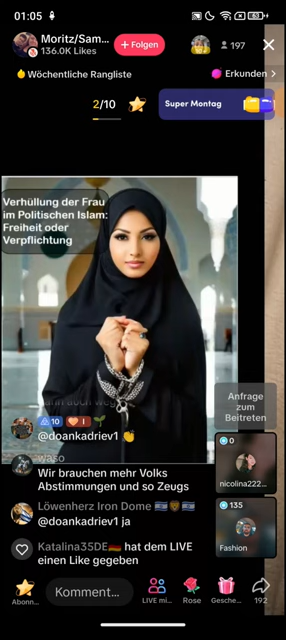 01:05
Moritz/Sam...
136.0K Likes
+ Folgen
197
Wöchentliche Rangliste
Erkunden >
2/10
Super Montag
Verhüllung der Frau
im Politischen Islam:
Freiheit oder
Verpflichtung
Anfrage
zum
Beitreten
10
I
@doankadriev1
0
nicolina222...
waso
Wir brauchen mehr Volks
Abstimmungen und so Zeugs
Löwenherz Iron Dome
@doankadriev1 ja
135
Fashion
Katalina35DE hat dem LIVE
einen Like gegeben
Abonn...
Komment...
LIVE mi...
Rose
Gesche...
192